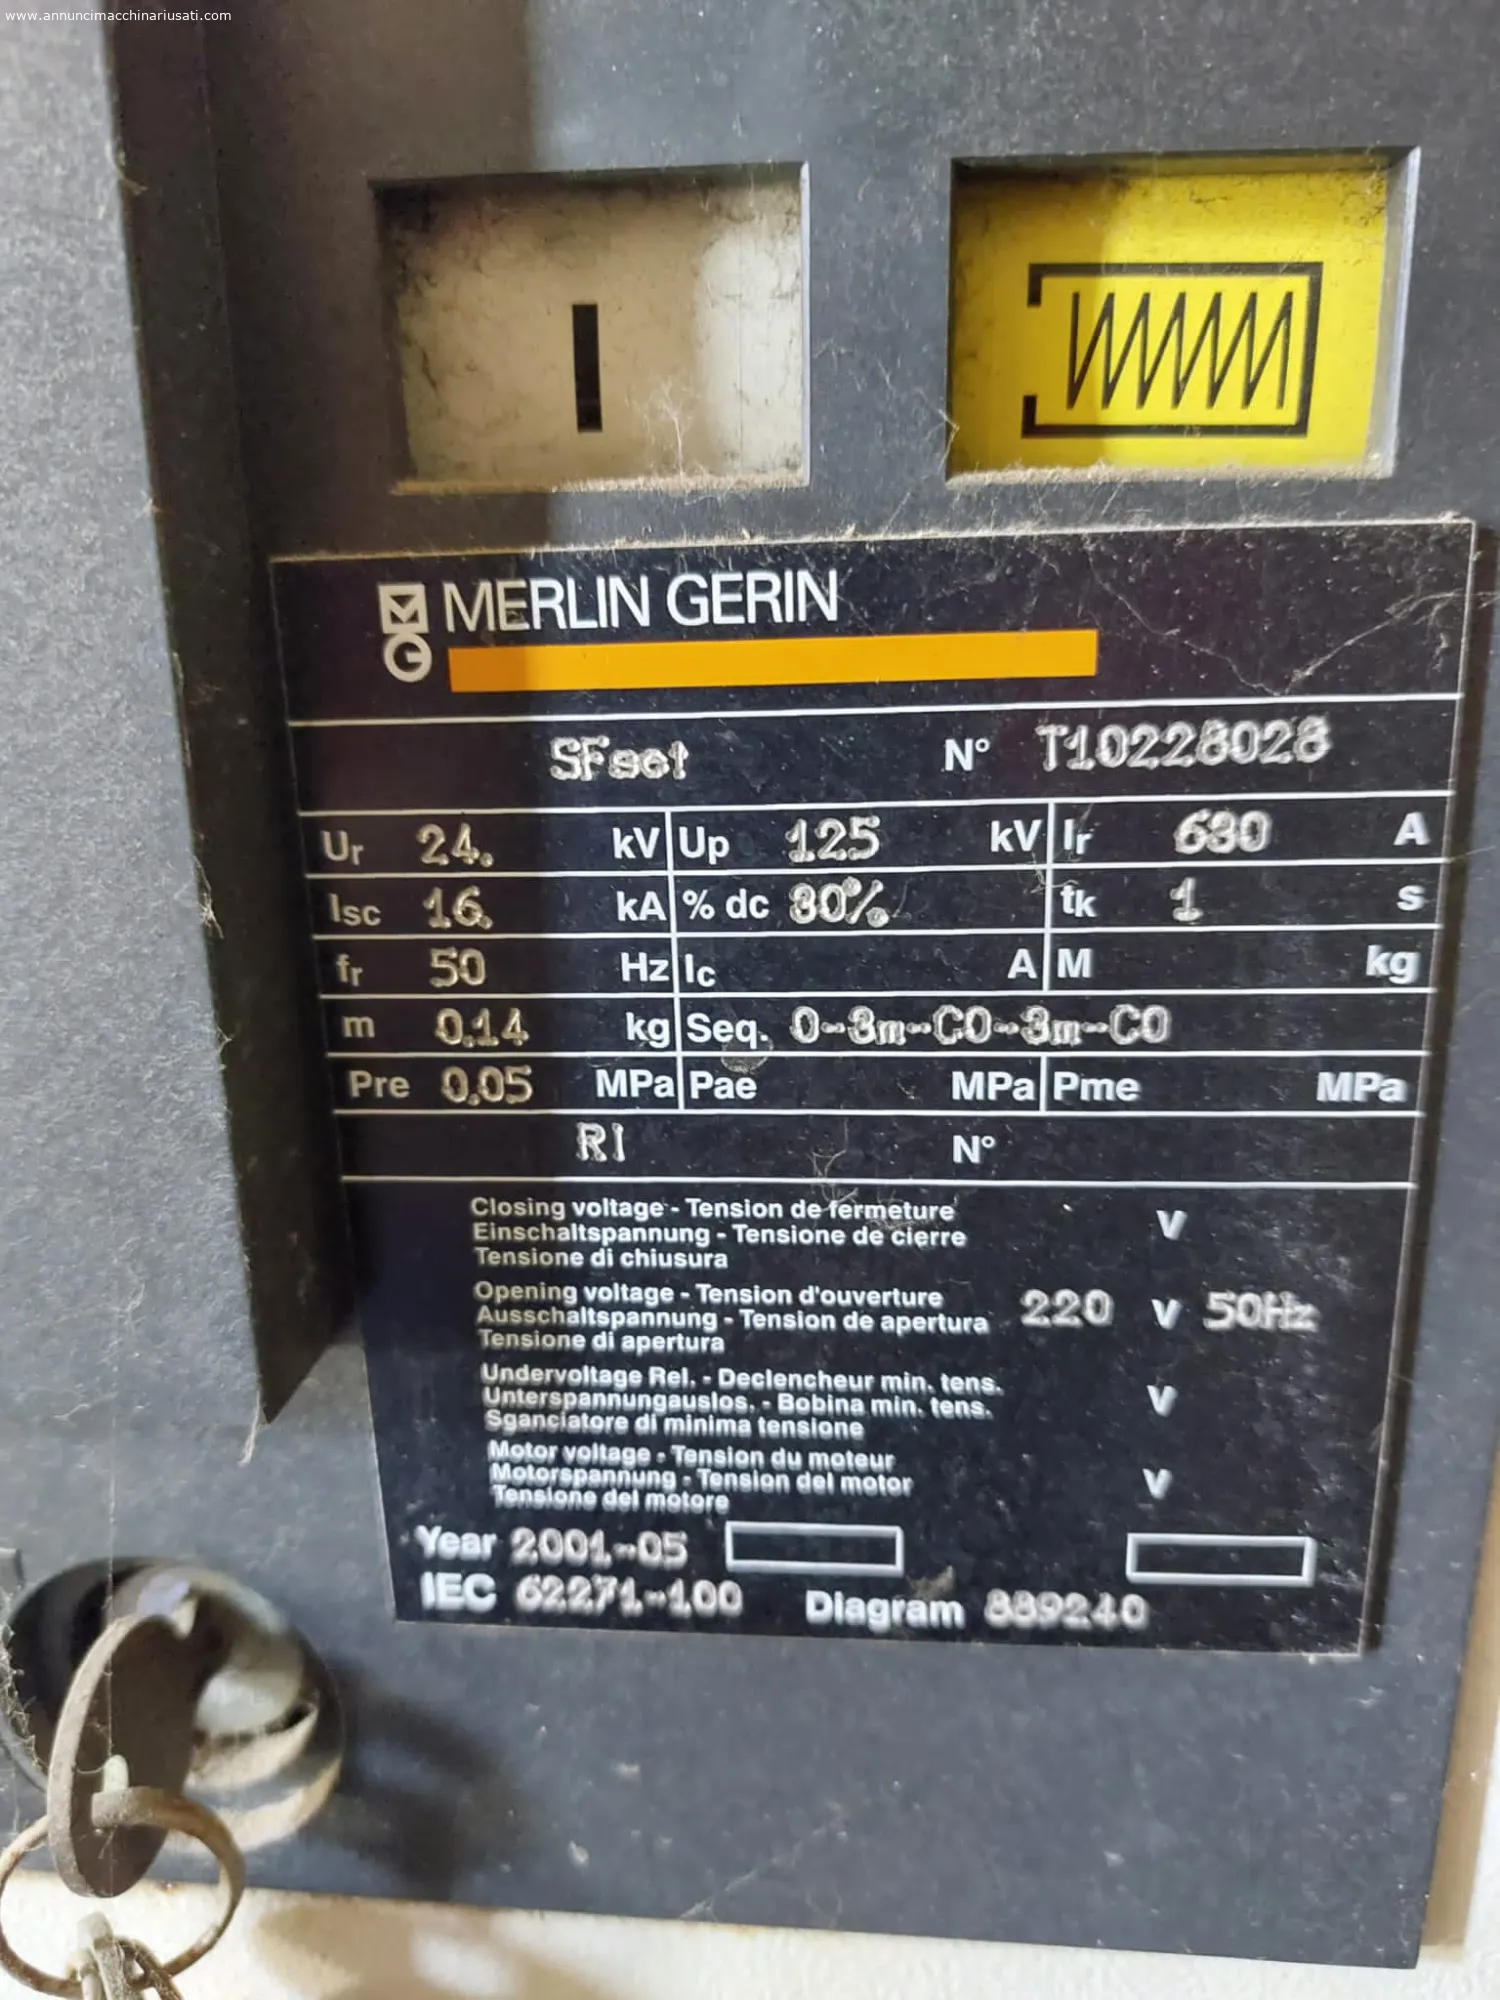 www.annuncimacchinariusati.com
I
MERLIN GERIN
SFset N° T10228028
Ur 24. kV Up 125 kV Ir 630 A
Isc 16. kA % dc 30% tk 1 s
fr 50 Hz Ic A M kg
m 0.14 kg Seq. O-3m-CO-3m-CO
Pre 0.05 MPa Pae MPa Pme MPa
RI N°
Closing voltage - Tension de fermeture
Einschaltspannung - Tensione de cierre V
Tensione di chiusura
Opening voltage - Tension d'ouverture
Ausschaltspannung - Tension de apertura 220 V 50Hz
Tensione di apertura
Undervoltage Rel. - Declencheur min. tens.
Unterspannungauslos. - Bobina min. tens. V
Sganciatore di minima tensione
Motor voltage - Tension du moteur
Motorspannung - Tension del motor V
Tensione del motore
Year 2001-05
IEC 62271-100 Diagram 889240